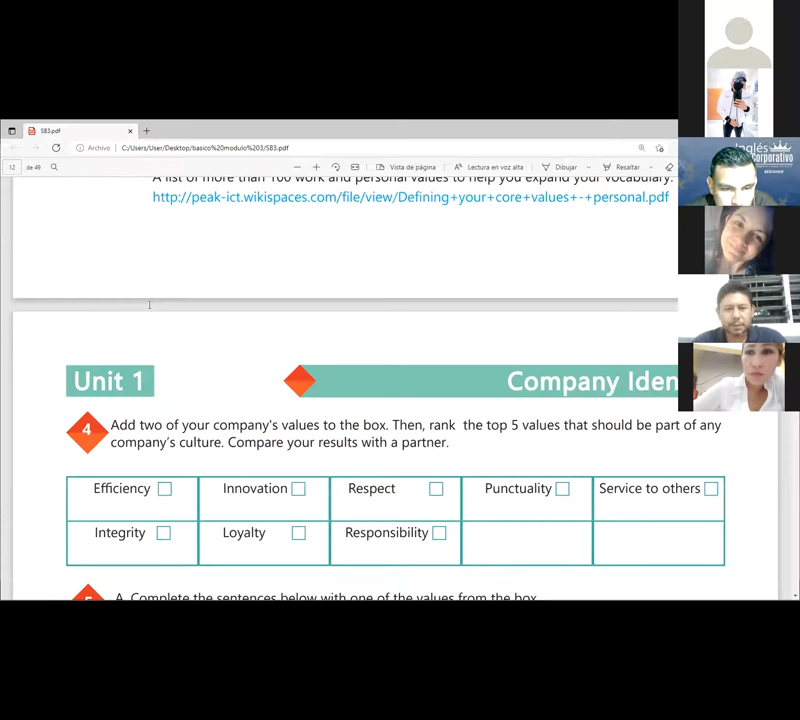 SB3.pdf
Archivo C:/Users/User/Desktop/basico%20modulo%203/SB3.pdf
12 de 49 Vista de página Lectura en voz alta Dibujar Resaltar
A list of more than 100 work and personal values to help you expand your vocabulary.
http://peak-ict.wikispaces.com/file/view/Defining+your+core+values+-+personal.pdf
Inglés
Corporativo
BEGINNER
Unit 1
Company Iden
4
Add two of your company's values to the box. Then, rank the top 5 values that should be part of any
company's culture. Compare your results with a partner.
Efficiency Innovation Respect Punctuality Service to others
Integrity Loyalty Responsibility
5
A. Complete the sentences below with one of the values from the box.